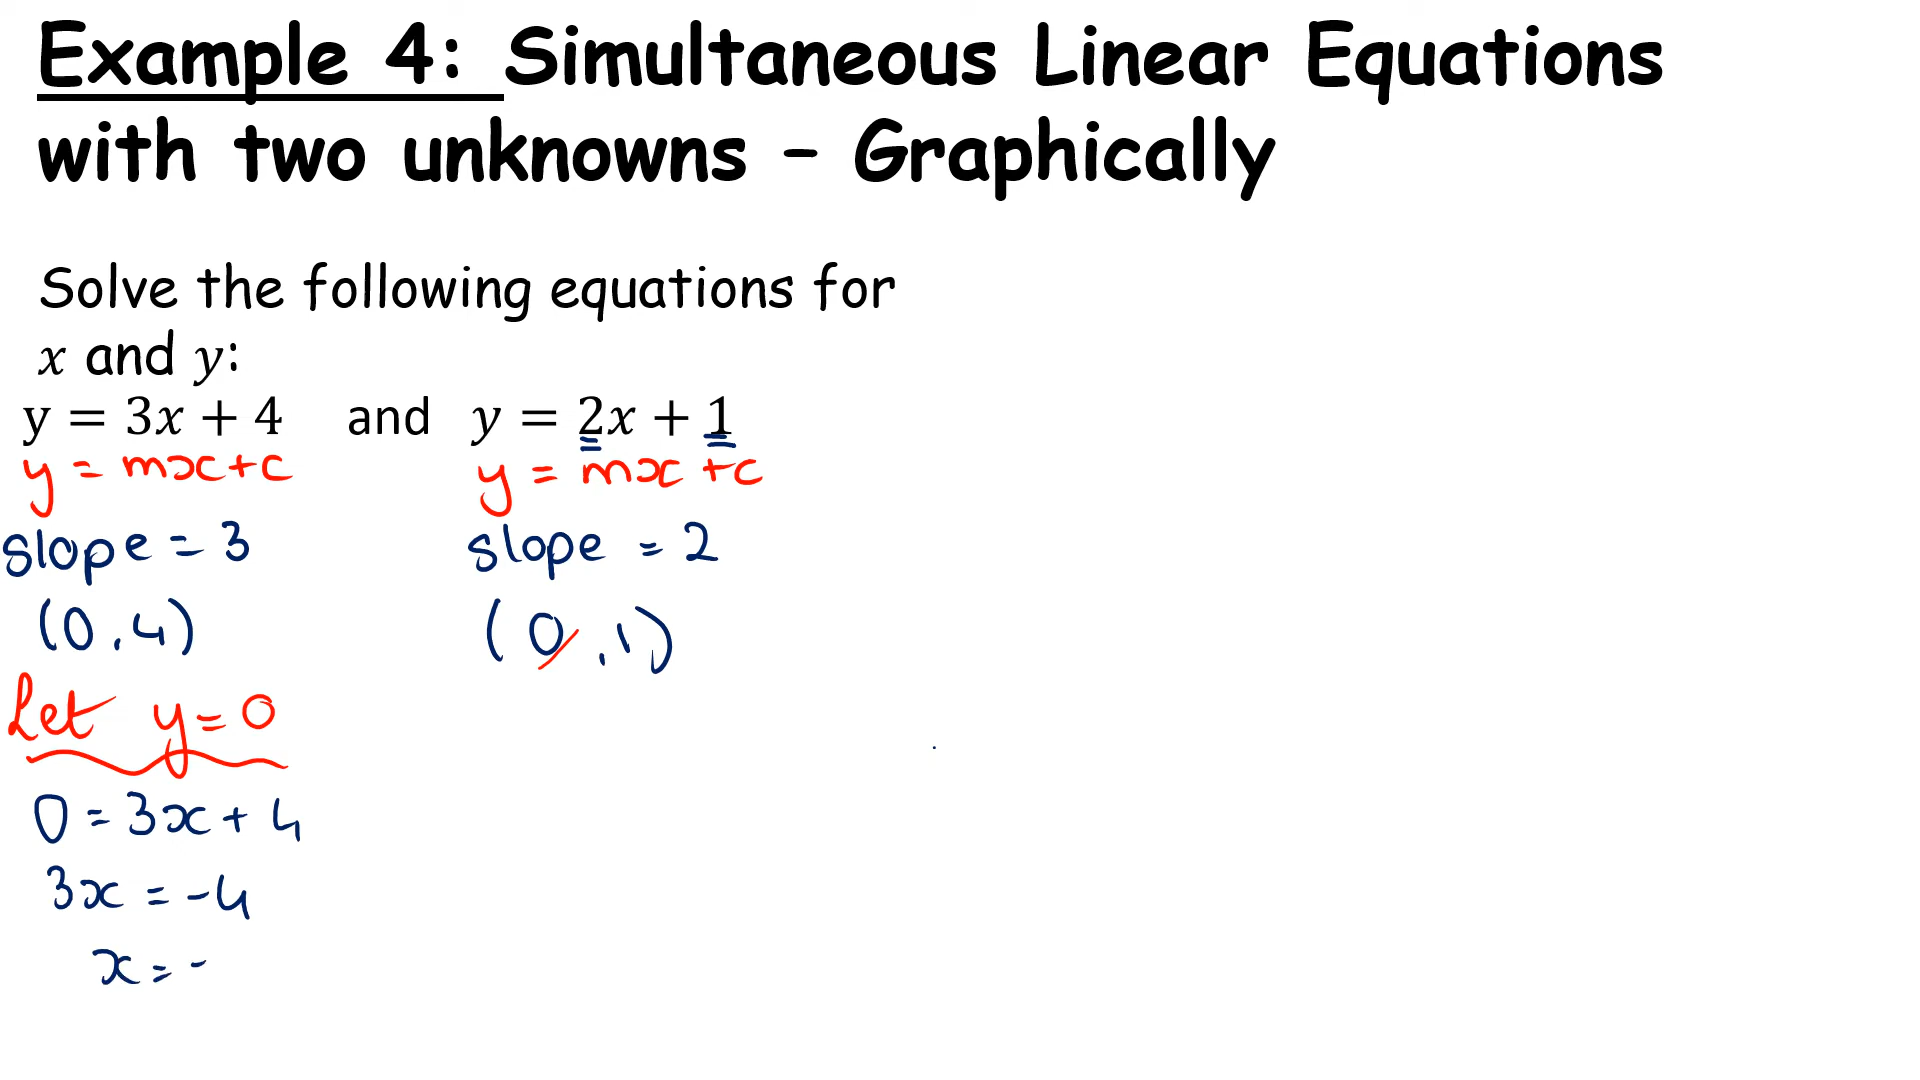 Example 4: Simultaneous Linear Equations
with two unknowns – Graphically
Solve the following equations for
x and y:
y = 3x + 4 and y = 2x + 1
y = mx+c y = mx +c
slope = 3 slope = 2
(0,4) (0,1)
Let y=0
0 = 3x + 4
3x = -4
x = -